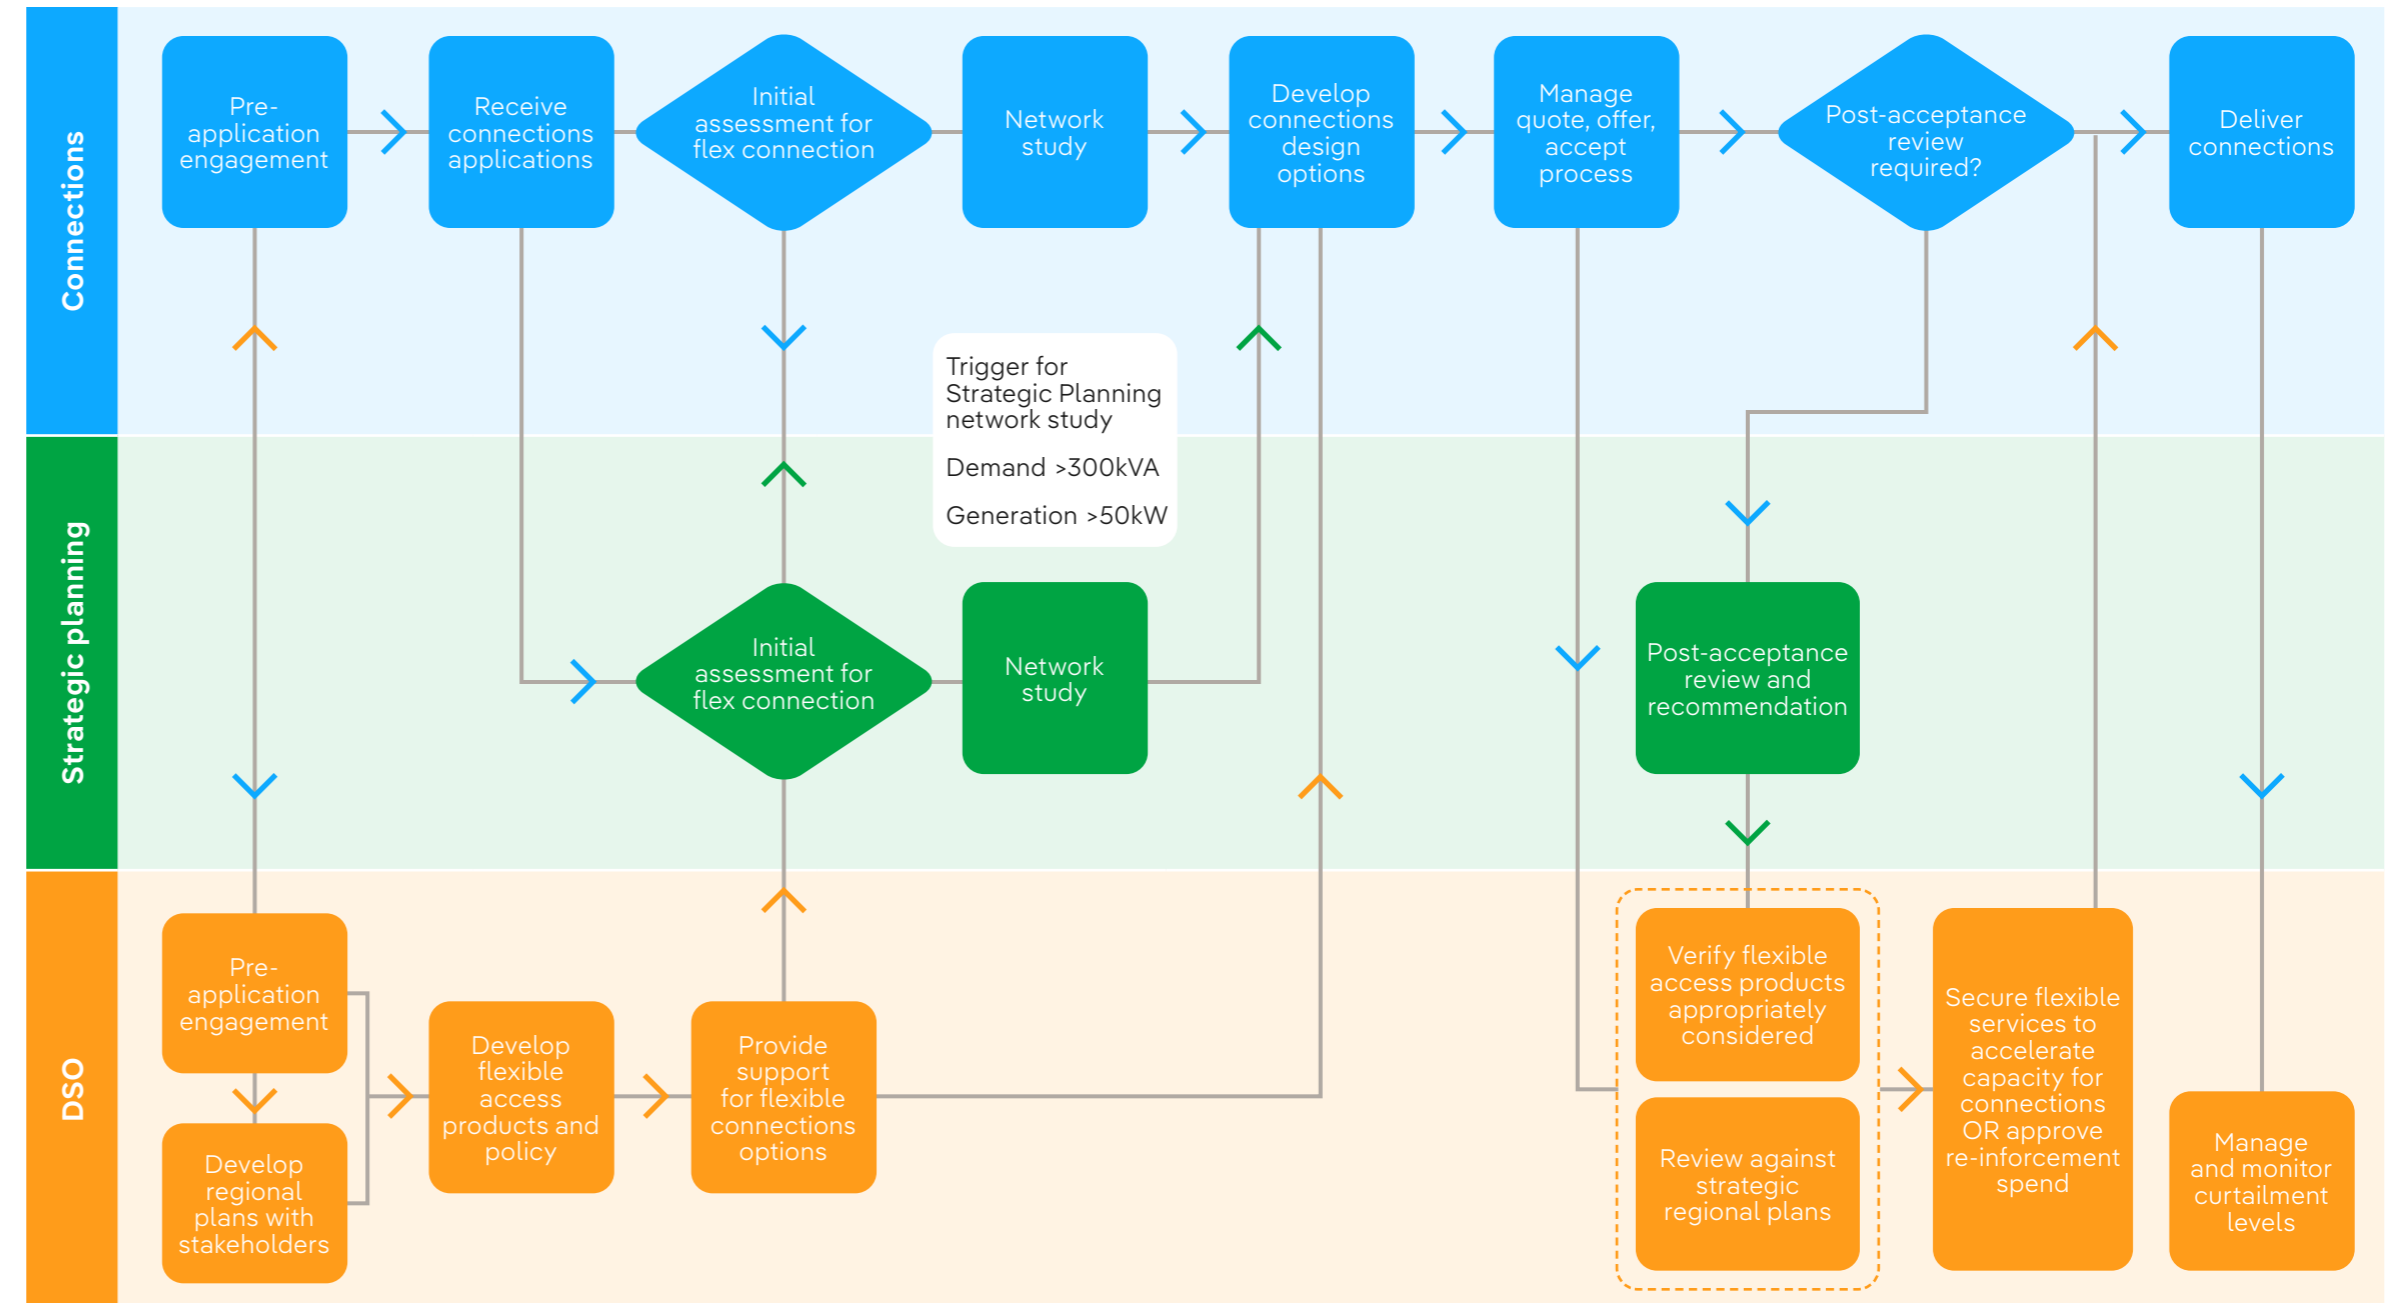 Connections
Pre-
application
engagement
Receive
connections
applications
Initial
assessment for
flex connection
Network
study
Develop
connections
design
options
Manage
quote, offer,
accept
process
Post-acceptance
review
required?
Deliver
connections
Trigger for
Strategic Planning
network study
Demand >300kVA
Generation >50kW
Strategic planning
Initial
assessment for
flex connection
Network
study
Post-acceptance
review and
recommendation
DSO
Pre-
application
engagement
Develop
regional
plans with
stakeholders
Develop
flexible
access
products and
policy
Provide
support
for flexible
connections
options
Verify flexible
access products
appropriately
considered
Review against
strategic
regional plans
Secure flexible
services to
accelerate
capacity for
connections
OR approve
re-inforcement
spend
Manage
and monitor
curtailment
levels